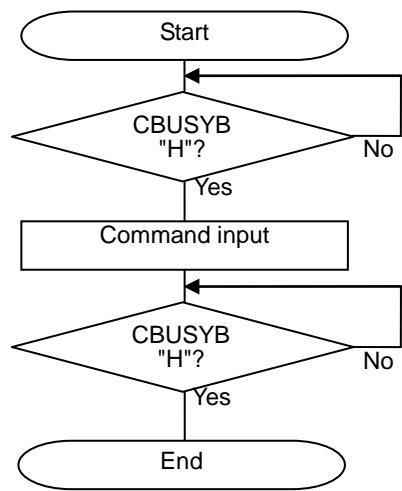 Start
CBUSYB
"H"?
No
Yes
Command input
CBUSYB
"H"?
No
Yes
End